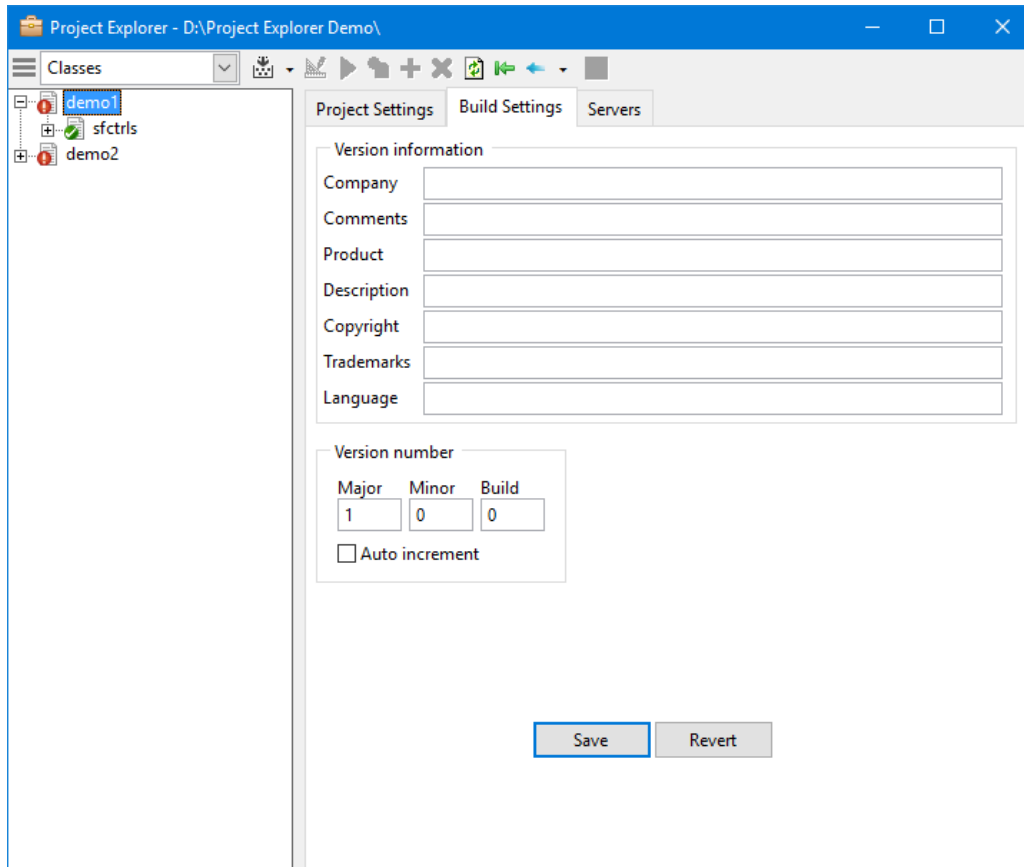 Project Explorer - D:\Project Explorer Demo\
Classes
demo1
sfctrls
demo2
Project Settings Build Settings Servers
Version information
Company
Comments
Product
Description
Copyright
Trademarks
Language
Version number
Major Minor Build
1 0 0
Auto increment
Save Revert